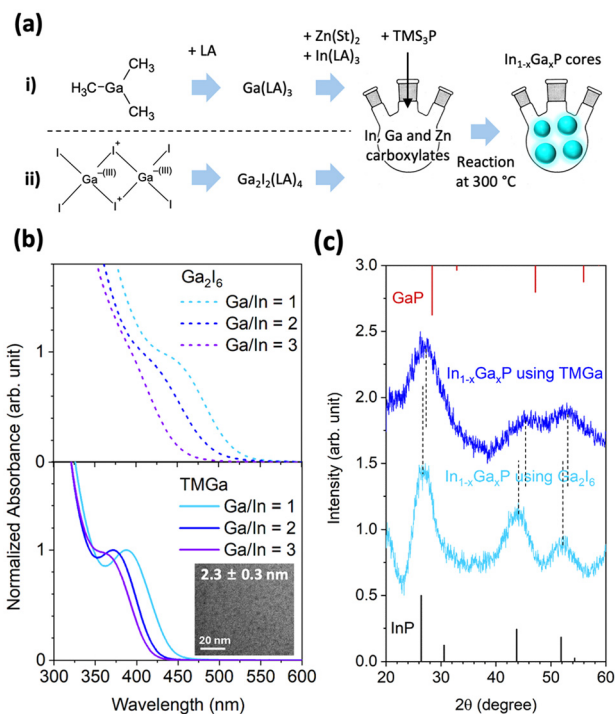 (a)
+ Zn(St)₂
+ LA
+ In(LA)₃
+ TMS₃P
In₁₋ₓGaₓP cores
i)
CH₃
H₃C–Ga
CH₃
Ga(LA)₃
In, Ga and Zn
carboxylates
Reaction
at 300 °C
ii)
I I⁺ I
Ga⁻⁽ᴵᴵᴵ⁾ Ga⁻⁽ᴵᴵᴵ⁾
I I⁺ I
Ga₂I₂(LA)₄
(b)
Ga₂I₆
Ga/In = 1
Ga/In = 2
Ga/In = 3
1
0
TMGa
Ga/In = 1
Ga/In = 2
Ga/In = 3
2.3 ± 0.3 nm
20 nm
1
0
300 350 400 450 500 550 600
Wavelength (nm)
Normalized Absorbance (arb. unit)
(c)
3.0
GaP
2.5
In₁₋ₓGaₓP using TMGa
2.0
1.5
In₁₋ₓGaₓP using Ga₂I₆
1.0
InP
0.5
0.0
20 30 40 50 60
2θ (degree)
Intensity (arb. unit)